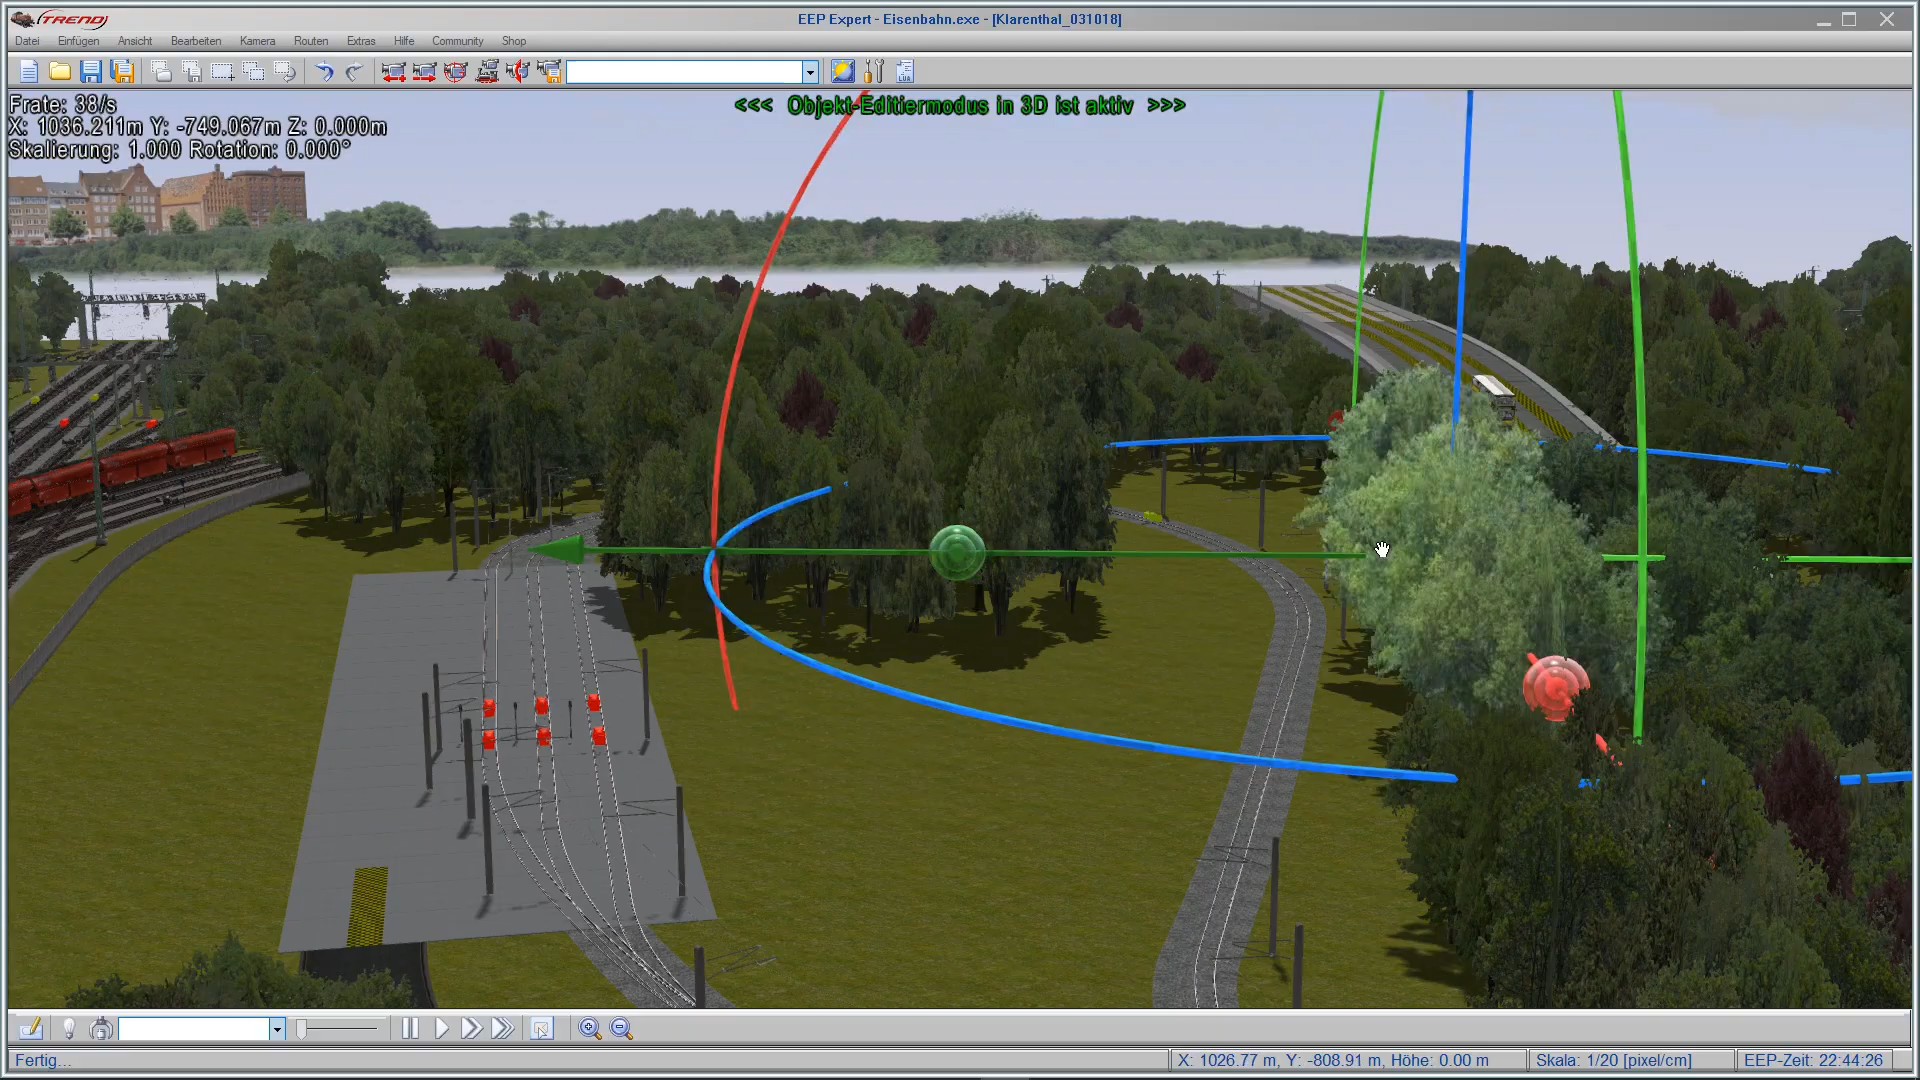 TREND
EEP Expert - Eisenbahn.exe - [Klarenthal_031018]
Datei Einfügen Ansicht Bearbeiten Kamera Routen Extras Hilfe Community Shop
LUA
Frate: 38/s
<<< Objekt-Editiermodus in 3D ist aktiv >>>
X: 1036.211m Y: -749.067m Z: 0.000m
Skalierung: 1.000 Rotation: 0.000°
Fertig...
X: 1026.77 m, Y: -808.91 m, Höhe: 0.00 m
Skala: 1/20 [pixel/cm]
EEP-Zeit: 22:44:26